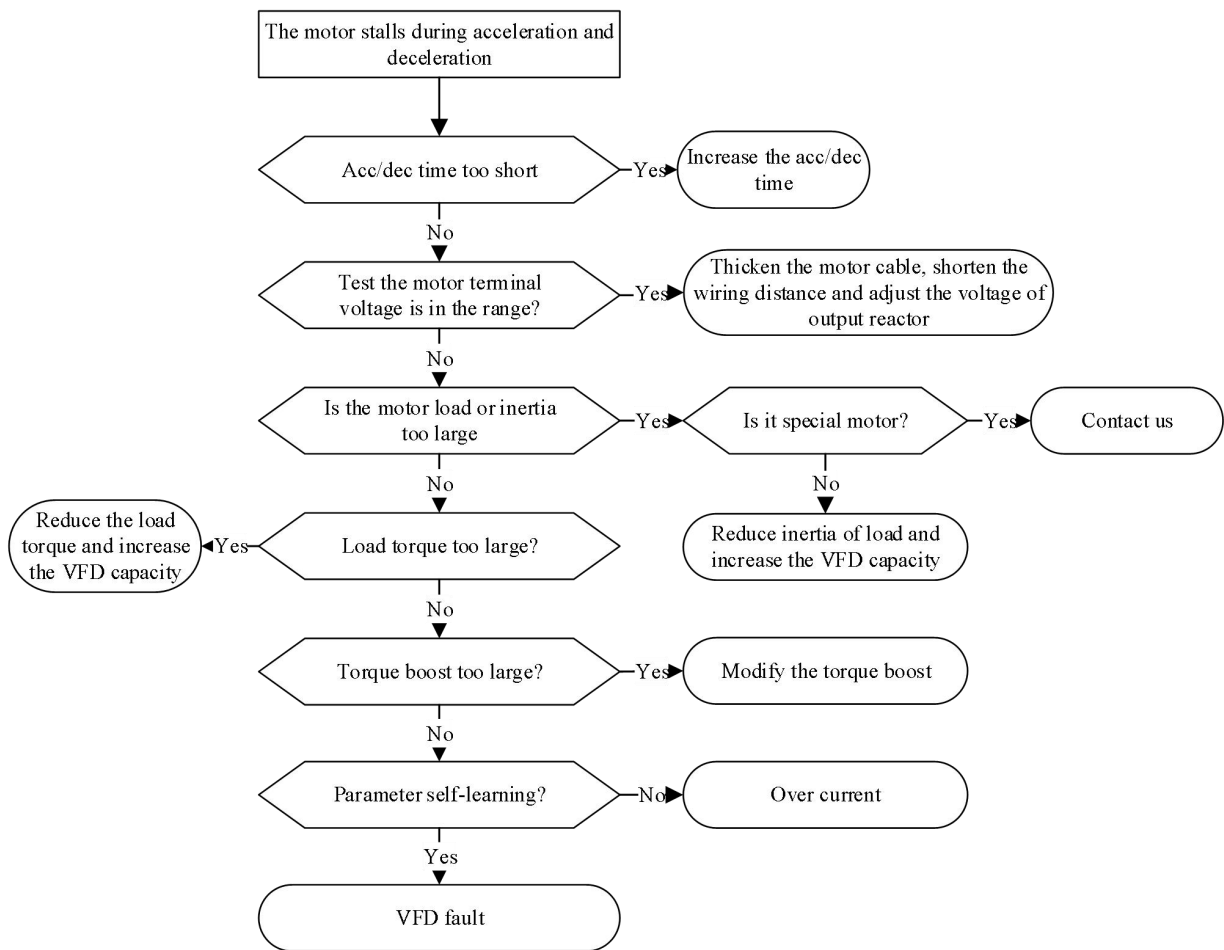 The motor stalls during acceleration and
deceleration
Acc/dec time too short
Yes
Increase the acc/dec
time
No
Test the motor terminal
voltage is in the range?
Yes
Thicken the motor cable, shorten the
wiring distance and adjust the voltage of
output reactor
No
Is the motor load or inertia
too large
Yes
Is it special motor?
Yes
Contact us
No
No
Reduce the load
torque and increase
the VFD capacity
Yes
Load torque too large?
Reduce inertia of load and
increase the VFD capacity
No
Torque boost too large?
Yes
Modify the torque boost
No
Parameter self-learning?
No
Over current
Yes
VFD fault